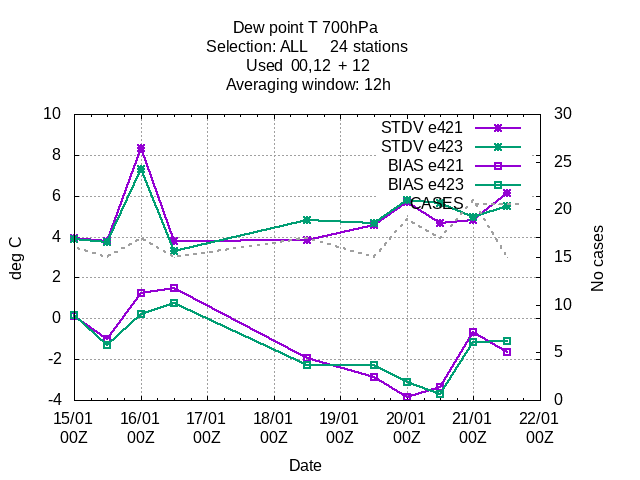 Dew point T 700hPa
Selection: ALL     24 stations
Used  00,12  + 12
Averaging window: 12h
10
8
6
4
2
0
-2
-4
30
25
20
15
10
5
0
deg C
No cases
STDV e421
STDV e423
BIAS e421
BIAS e423
CASES
15/01 16/01 17/01 18/01 19/01 20/01 21/01 22/01
00Z 00Z 00Z 00Z 00Z 00Z 00Z 00Z
Date